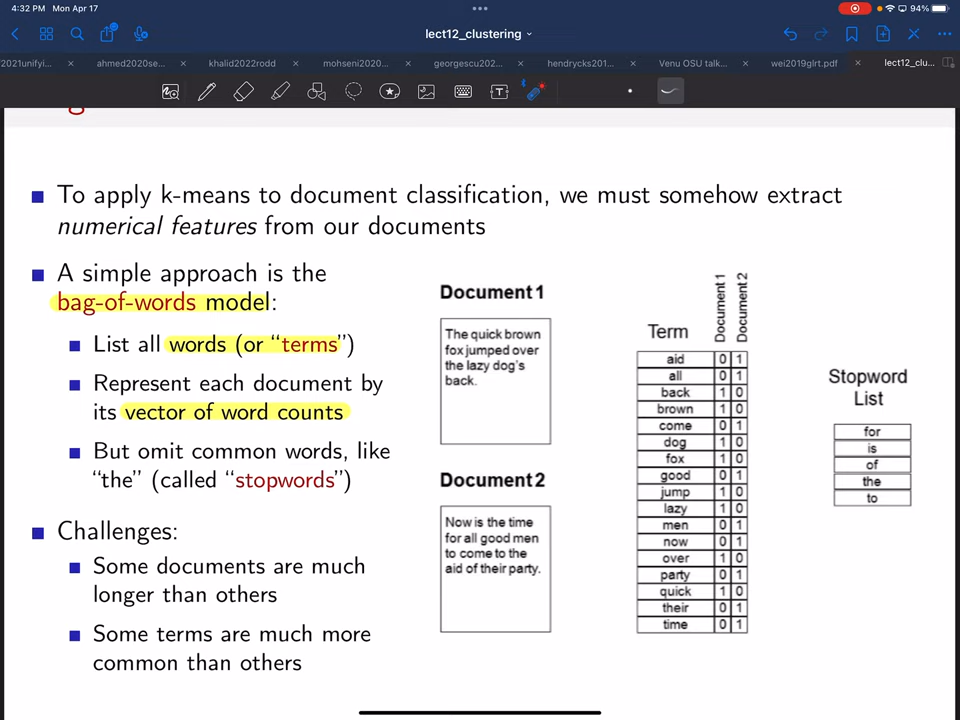 4:32 PM Mon Apr 17
94%
lect12_clustering
2021unifyi...
ahmed2020se...
khalid2022rodd
mohseni2020...
georgescu202...
hendrycks201...
Venu OSU talk...
wei2019glrt.pdf
lect12_clu...
To apply k-means to document classification, we must somehow extract
numerical features from our documents
A simple approach is the
bag-of-words model:
List all words (or “terms”)
Represent each document by
its vector of word counts
But omit common words, like
“the” (called “stopwords”)
Challenges:
Some documents are much
longer than others
Some terms are much more
common than others
Document 1
The quick brown
fox jumped over
the lazy dog's
back.
Document 2
Now is the time
for all good men
to come to the
aid of their party.
Term Document 1 Document 2
aid 0 1
all 0 1
back 1 0
brown 1 0
come 0 1
dog 1 0
fox 1 0
good 0 1
jump 1 0
lazy 1 0
men 0 1
now 0 1
over 1 0
party 0 1
quick 1 0
their 0 1
time 0 1
Stopword
List
for
is
of
the
to